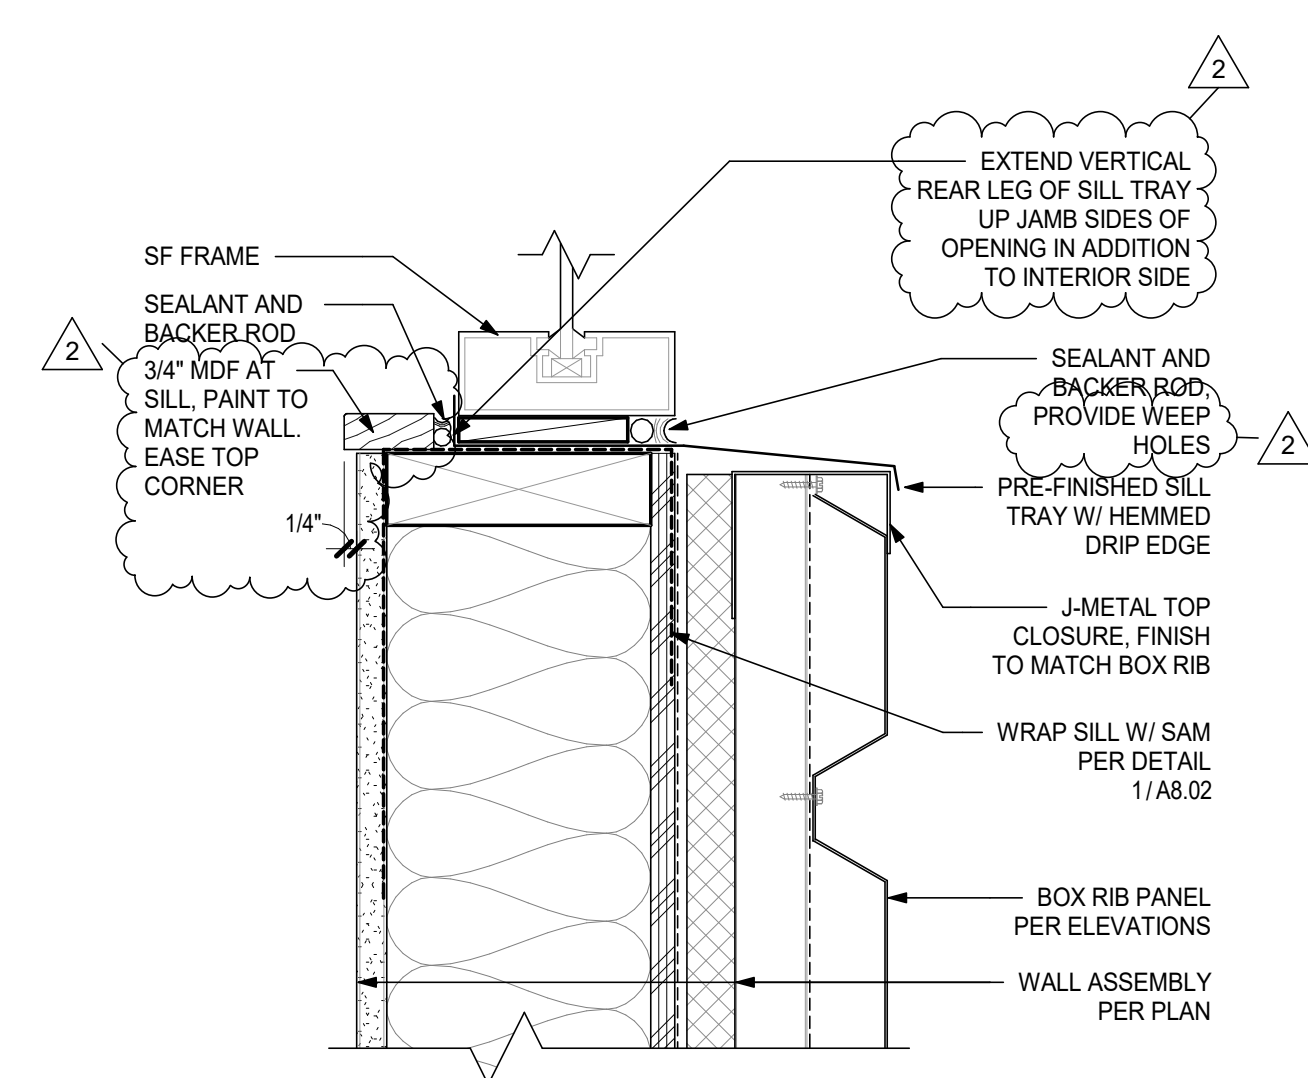 2
EXTEND VERTICAL
REAR LEG OF SILL TRAY
UP JAMB SIDES OF
OPENING IN ADDITION
TO INTERIOR SIDE
SF FRAME
SEALANT AND
BACKER ROD
2
3/4" MDF AT
SILL, PAINT TO
MATCH WALL.
EASE TOP
CORNER
1/4"
SEALANT AND
BACKER ROD,
PROVIDE WEEP
HOLES
2
PRE-FINISHED SILL
TRAY W/ HEMMED
DRIP EDGE
J-METAL TOP
CLOSURE, FINISH
TO MATCH BOX RIB
WRAP SILL W/ SAM
PER DETAIL
1/A8.02
BOX RIB PANEL
PER ELEVATIONS
WALL ASSEMBLY
PER PLAN